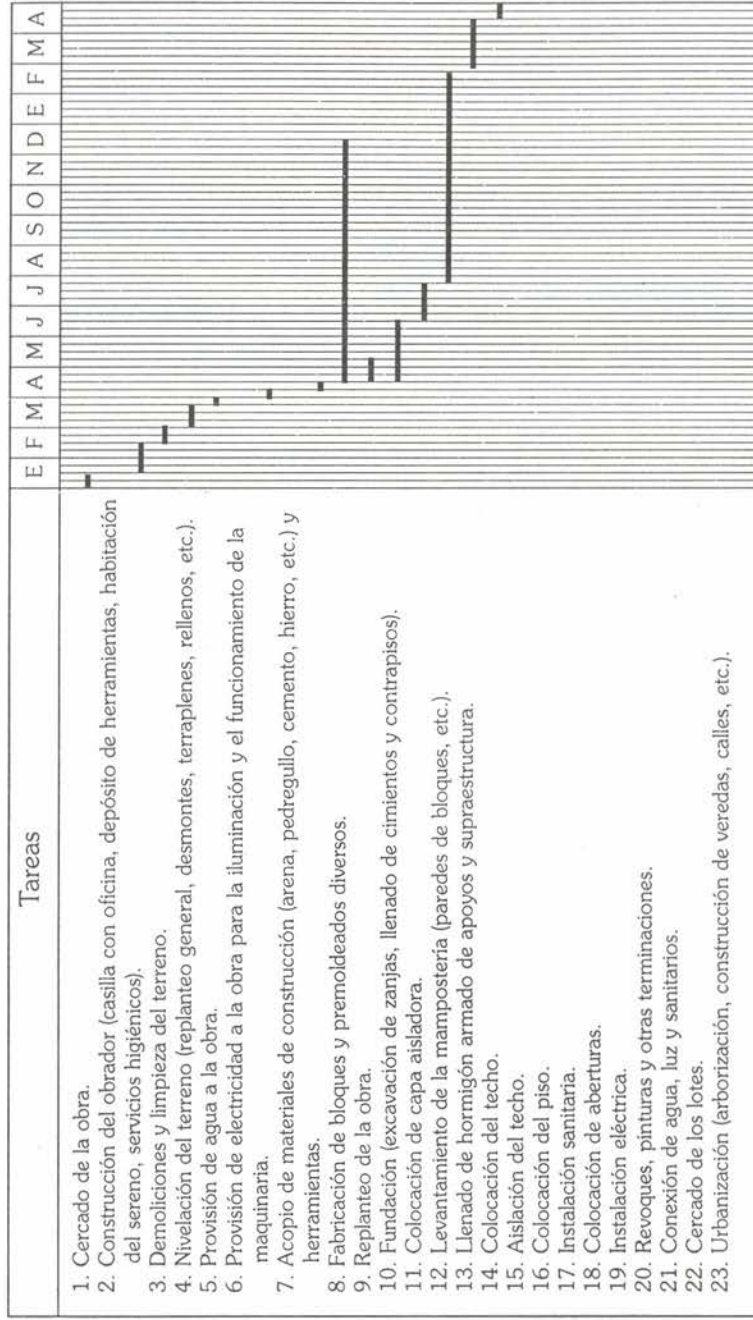 Tareas
E F M A M J J A S O N D E F M A
1. Cercado de la obra.
2. Construcción del obrador (casilla con oficina, depósito de herramientas, habitación
del sereno, servicios higiénicos).
3. Demoliciones y limpieza del terreno.
4. Nivelación del terreno (replanteo general, desmontes, terraplenes, rellenos, etc.).
5. Provisión de agua a la obra.
6. Provisión de electricidad a la obra para la iluminación y el funcionamiento de la
maquinaria.
7. Acopio de materiales de construcción (arena, pedregullo, cemento, hierro, etc.) y
herramientas.
8. Fabricación de bloques y premoldeados diversos.
9. Replanteo de la obra.
10. Fundación (excavación de zanjas, llenado de cimientos y contrapisos).
11. Colocación de capa aisladora.
12. Levantamiento de la mampostería (paredes de bloques, etc.).
13. Llenado de hormigón armado de apoyos y supraestructura.
14. Colocación del techo.
15. Aislación del techo.
16. Colocación del piso.
17. Instalación sanitaria.
18. Colocación de aberturas.
19. Instalación eléctrica.
20. Revoques, pinturas y otras terminaciones.
21. Conexión de agua, luz y sanitarios.
22. Cercado de los lotes.
23. Urbanización (arborización, construcción de veredas, calles, etc.).